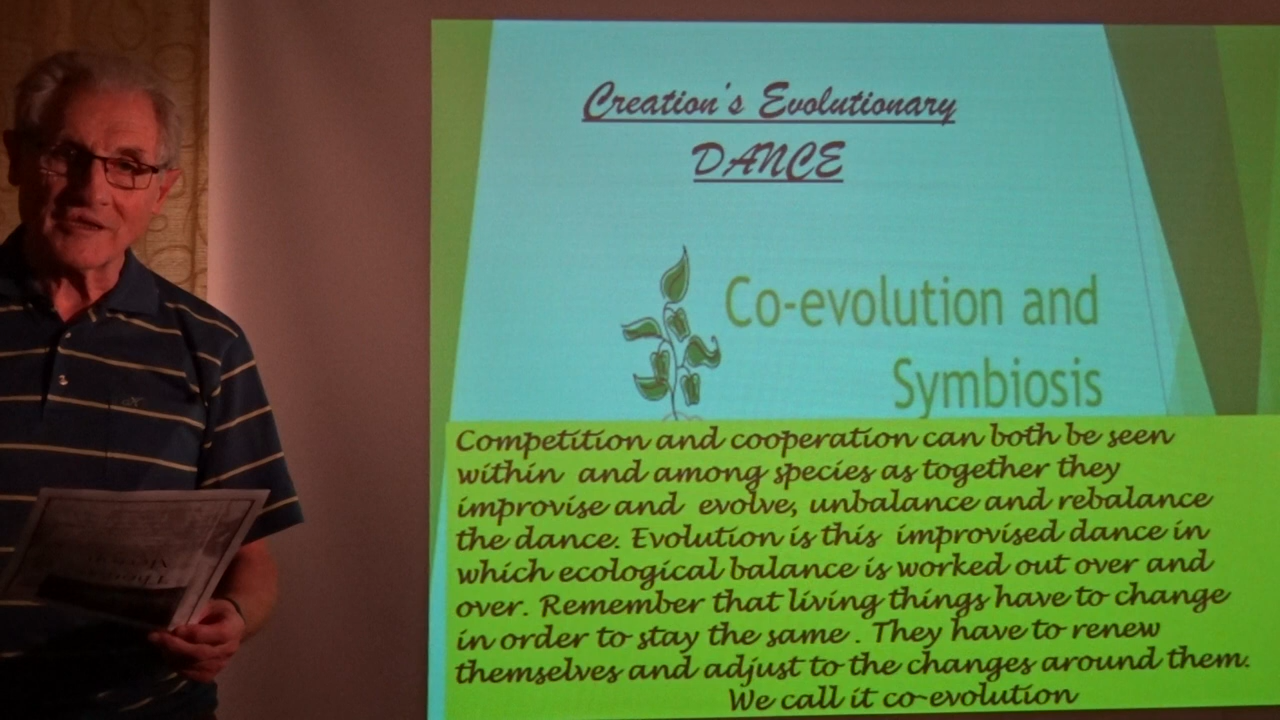 Creation's Evolutionary
DANCE
Co-evolution and
Symbiosis
Competition and cooperation can both be seen
within and among species as together they
improvise and evolve, unbalance and rebalance
the dance. Evolution is this improvised dance in
which ecological balance is worked out over and
over. Remember that living things have to change
in order to stay the same . They have to renew
themselves and adjust to the changes around them.
We call it co-evolution